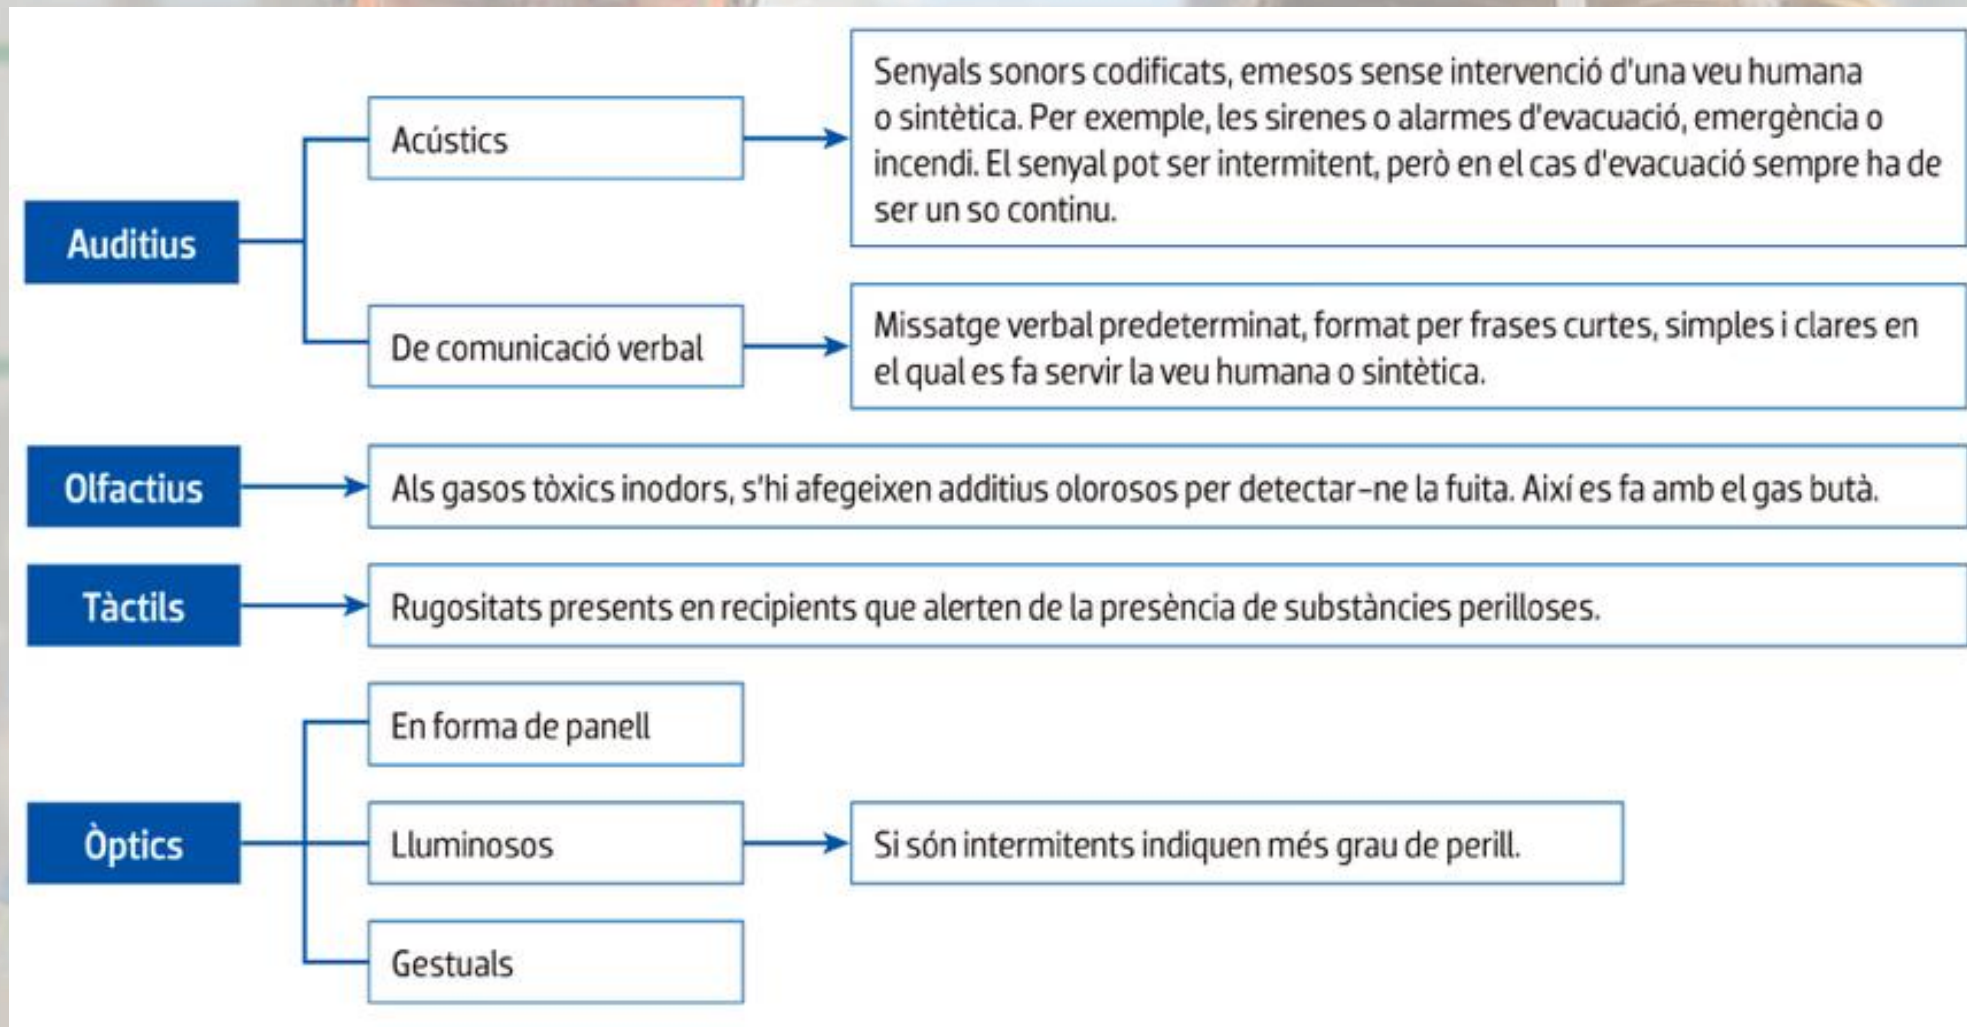 Auditius
Acústics
Senyals sonors codificats, emesos sense intervenció d'una veu humana
o sintètica. Per exemple, les sirenes o alarmes d'evacuació, emergència o
incendi. El senyal pot ser intermitent, però en el cas d'evacuació sempre ha de
ser un so continu.
De comunicació verbal
Missatge verbal predeterminat, format per frases curtes, simples i clares en
el qual es fa servir la veu humana o sintètica.
Olfactius
Als gasos tòxics inodors, s'hi afegeixen additius olorosos per detectar-ne la fuita. Així es fa amb el gas butà.
Tàctils
Rugositats presents en recipients que alerten de la presència de substàncies perilloses.
Òptics
En forma de panell
Lluminosos
Si són intermitents indiquen més grau de perill.
Gestuals